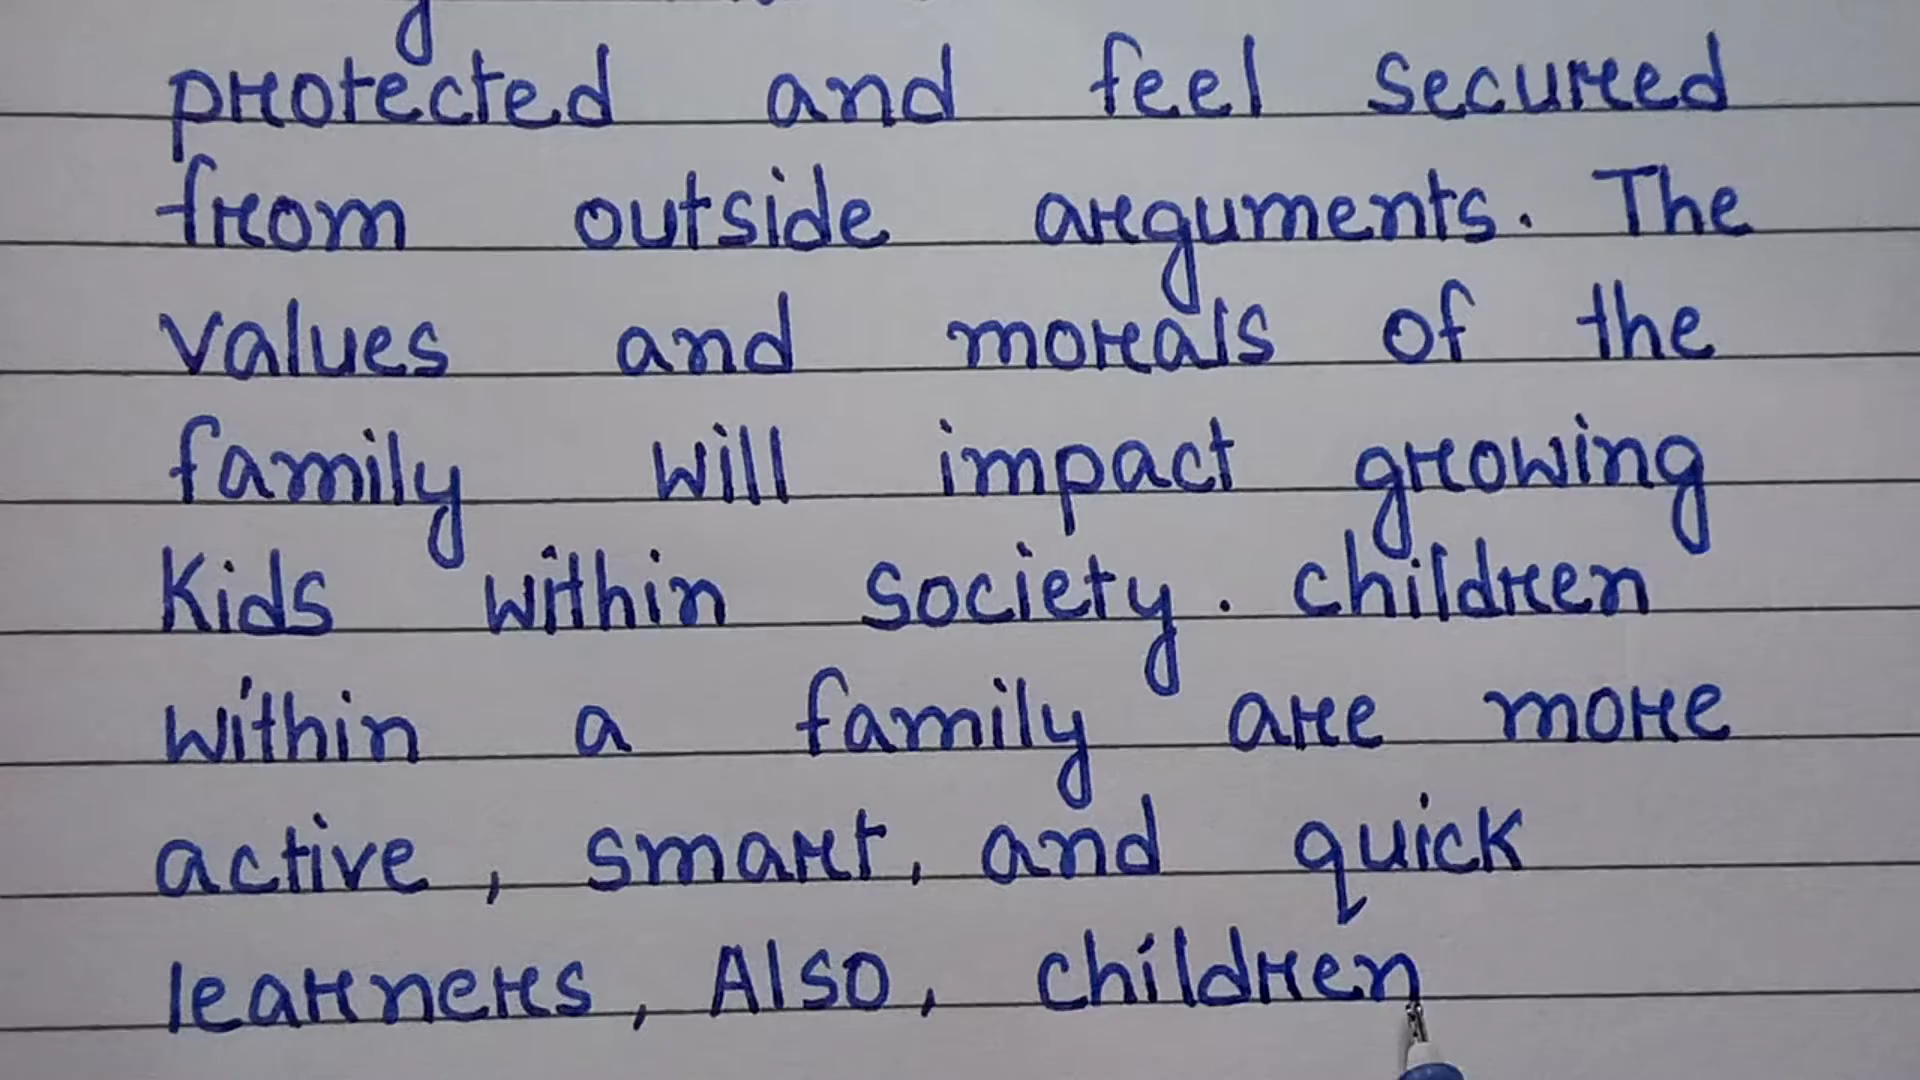 protected and feel secured
from outside arguments. The
values and morals of the
family will impact growing
Kids within society. children
within a family are more
active, smart, and quick
learners, Also, children